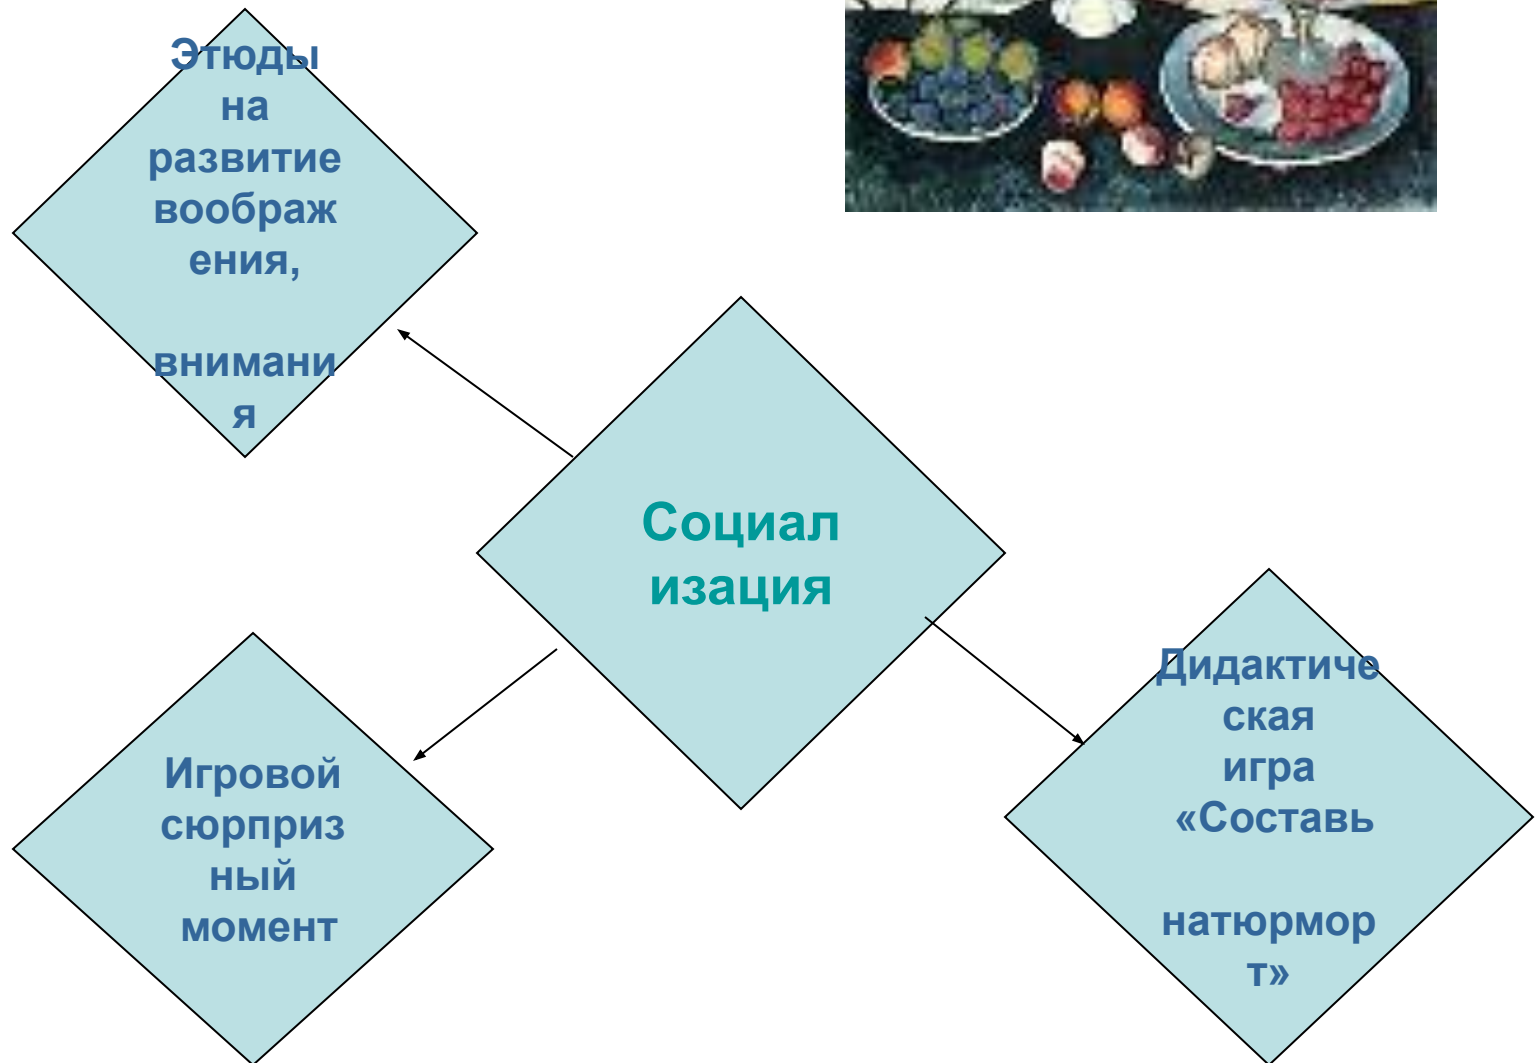 Этюды
на
развитие
воображ
ения,
внимани
я
Социал
изация
Игровой
сюрприз
ный
момент
Дидактиче
ская
игра
«Составь
натюрмор
т»